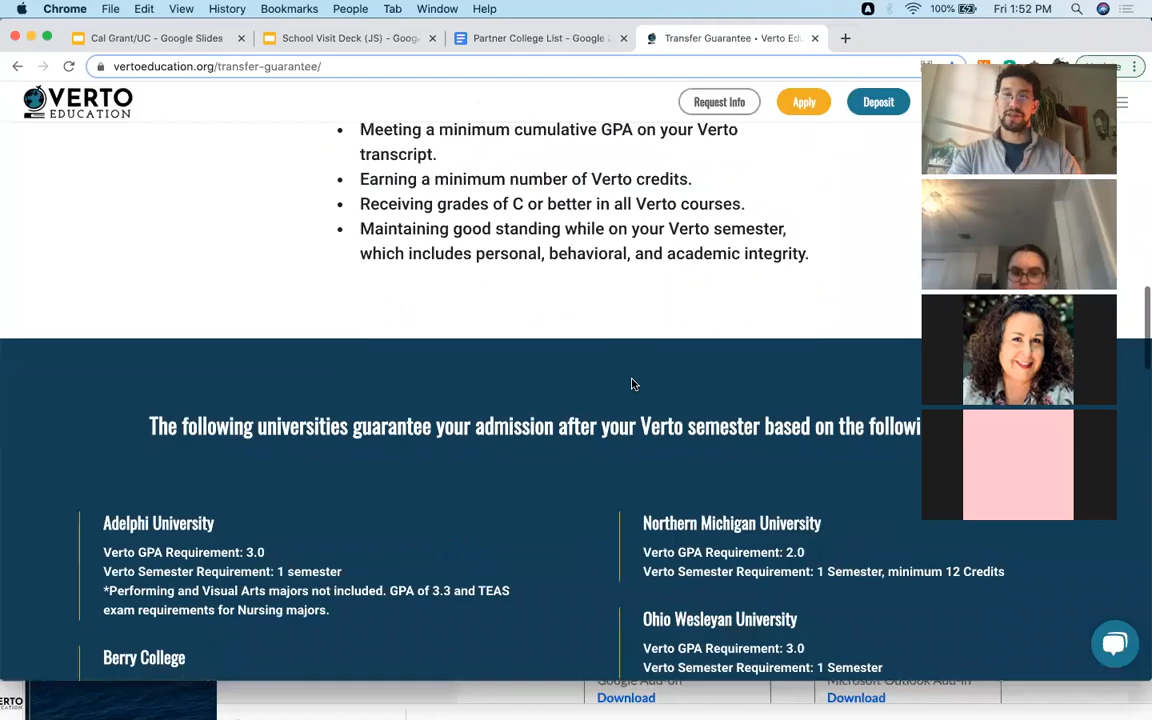 Chrome File Edit View History Bookmarks People Tab Window Help 100% Fri 1:52 PM
Cal Grant/UC - Google Slides School Visit Deck (JS) - Goog Partner College List - Google Transfer Guarantee • Verto Edu
vertoeducation.org/transfer-guarantee/
VERTO
EDUCATION
Request Info Apply Deposit
• Meeting a minimum cumulative GPA on your Verto
transcript.
• Earning a minimum number of Verto credits.
• Receiving grades of C or better in all Verto courses.
• Maintaining good standing while on your Verto semester,
which includes personal, behavioral, and academic integrity.
The following universities guarantee your admission after your Verto semester based on the followi
Adelphi University
Verto GPA Requirement: 3.0
Verto Semester Requirement: 1 semester
*Performing and Visual Arts majors not included. GPA of 3.3 and TEAS
exam requirements for Nursing majors.
Berry College
Northern Michigan University
Verto GPA Requirement: 2.0
Verto Semester Requirement: 1 Semester, minimum 12 Credits
Ohio Wesleyan University
Verto GPA Requirement: 3.0
Verto Semester Requirement: 1 Semester
Google Add-on Microsoft Outlook Add-in
Download Download